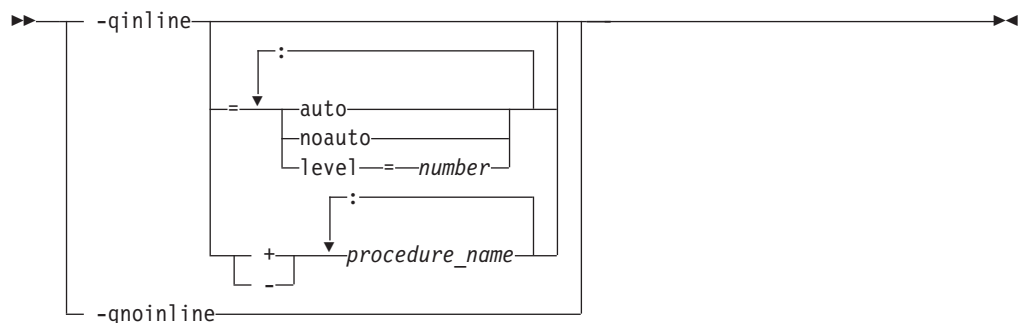 -qinline
:
= auto
noauto
level = number
:
+ procedure_name
-
-qnoinline